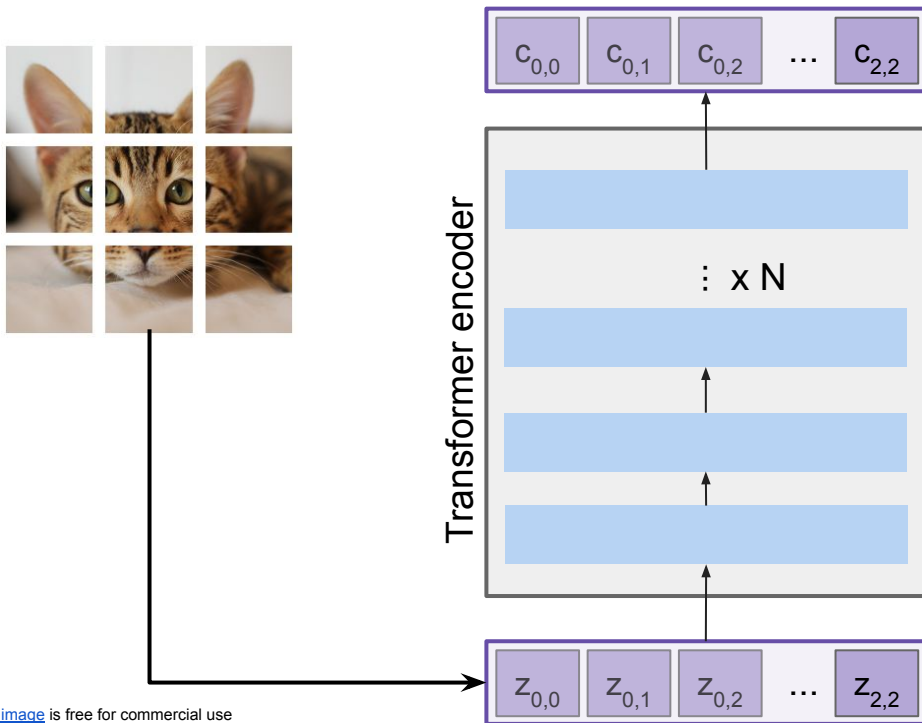 c0,0 c0,1 c0,2 ... c2,2
Transformer encoder
⋮ x N
z0,0 z0,1 z0,2 ... z2,2
image is free for commercial use